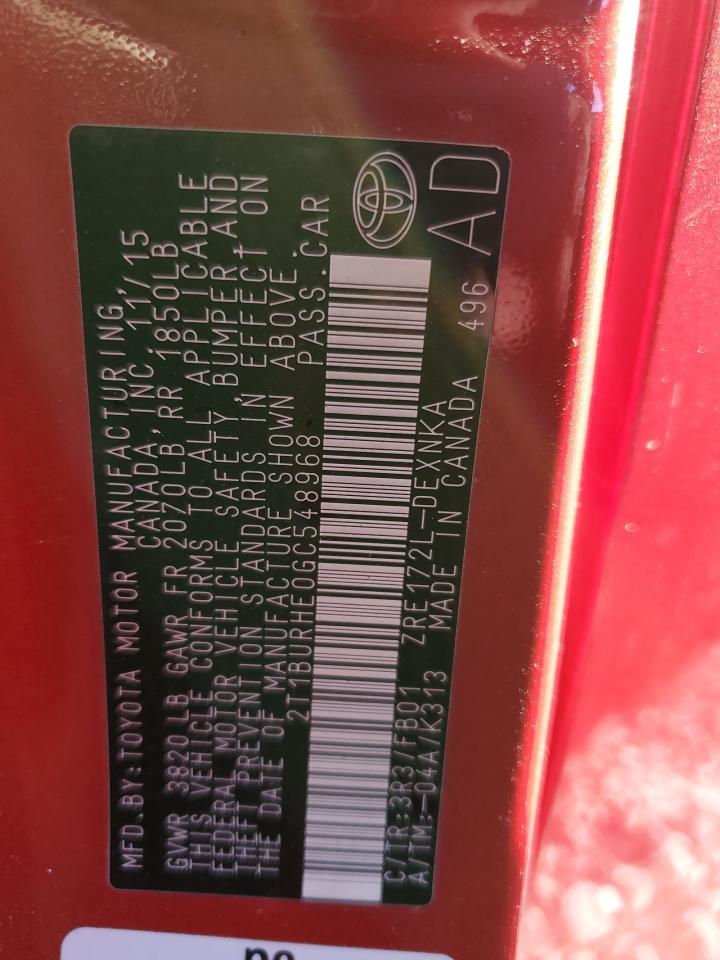 MFD.BY:TOYOTA MOTOR MANUFACTURING,
CANADA, INC. 11/15
GVWR 3820LB GAWR FR 2070LB RR 1850LB
THIS VEHICLE CONFORMS TO ALL APPLICABLE
FEDERAL MOTOR VEHICLE SAFETY, BUMPER AND
THEFT PREVENTION STANDARDS IN EFFECT ON
THE DATE OF MANUFACTURE SHOWN ABOVE.
2T1BURHE0GC548968 PASS.CAR
C/TR:3R3/FB01 ZRE172L-DEXNKA
A/TM:-04A/K313 MADE IN CANADA 496
AD